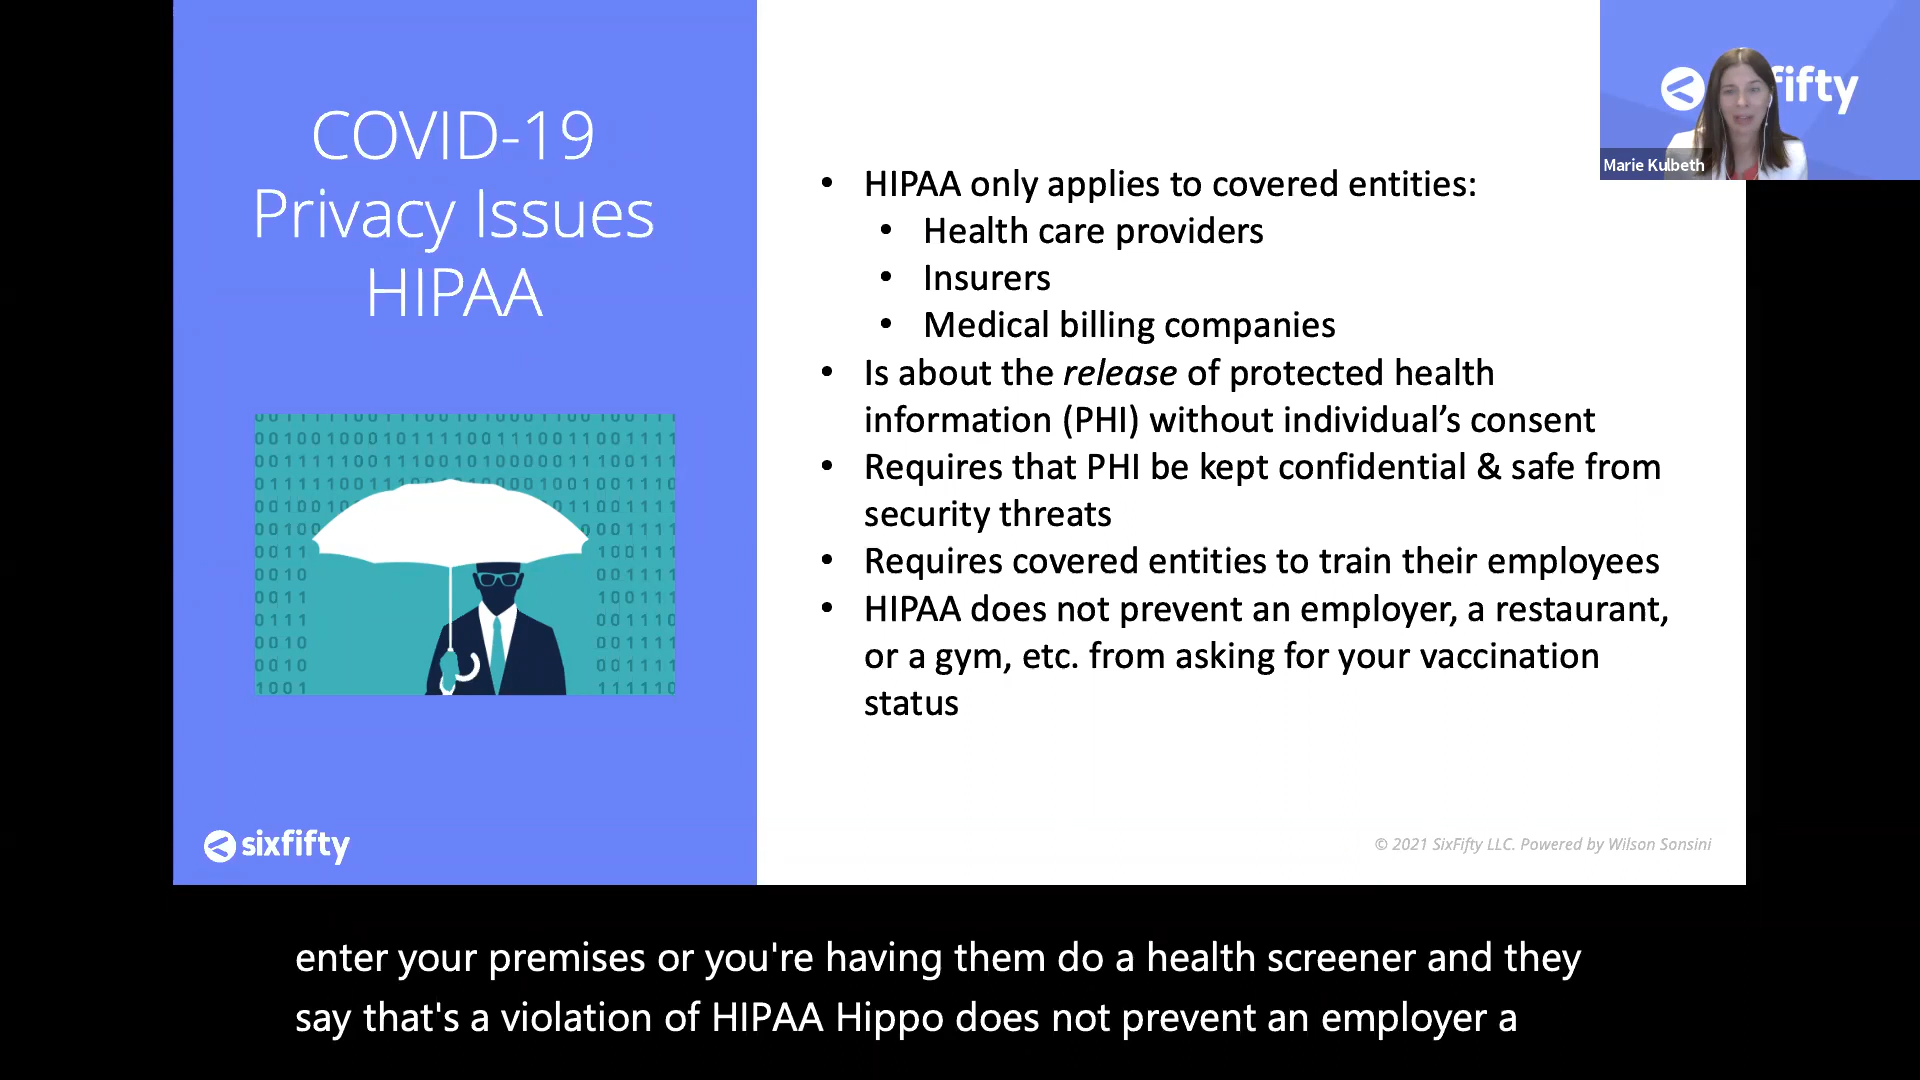 COVID-19
Privacy Issues
HIPAA
sixfifty
• HIPAA only applies to covered entities:
• Health care providers
• Insurers
• Medical billing companies
• Is about the release of protected health
information (PHI) without individual’s consent
• Requires that PHI be kept confidential & safe from
security threats
• Requires covered entities to train their employees
• HIPAA does not prevent an employer, a restaurant,
or a gym, etc. from asking for your vaccination
status
© 2021 SixFifty LLC. Powered by Wilson Sonsini
fifty
Marie Kulbeth
enter your premises or you're having them do a health screener and they
say that's a violation of HIPAA Hippo does not prevent an employer a